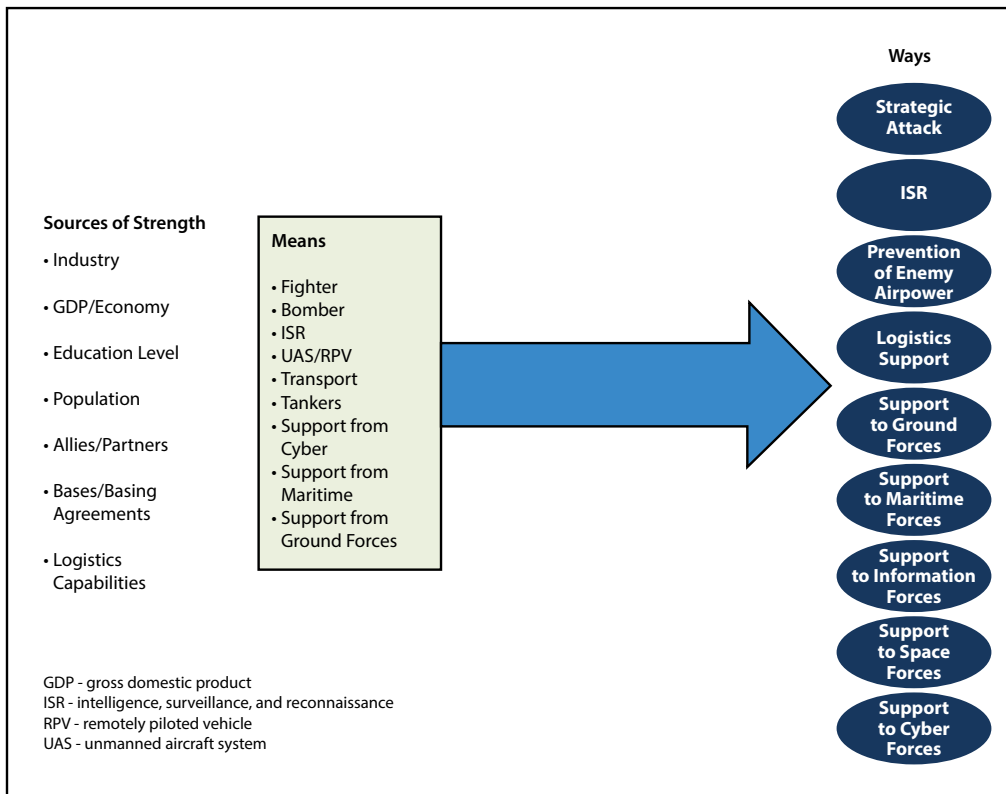 Sources of Strength
• Industry
• GDP/Economy
• Education Level
• Population
• Allies/Partners
• Bases/Basing
Agreements
• Logistics
Capabilities
Means
• Fighter
• Bomber
• ISR
• UAS/RPV
• Transport
• Tankers
• Support from
Cyber
• Support from
Maritime
• Support from
Ground Forces
Ways
Strategic
Attack
ISR
Prevention
of Enemy
Airpower
Logistics
Support
Support
to Ground
Forces
Support
to Maritime
Forces
Support
to Information
Forces
Support
to Space
Forces
Support
to Cyber
Forces
GDP - gross domestic product
ISR - intelligence, surveillance, and reconnaissance
RPV - remotely piloted vehicle
UAS - unmanned aircraft system